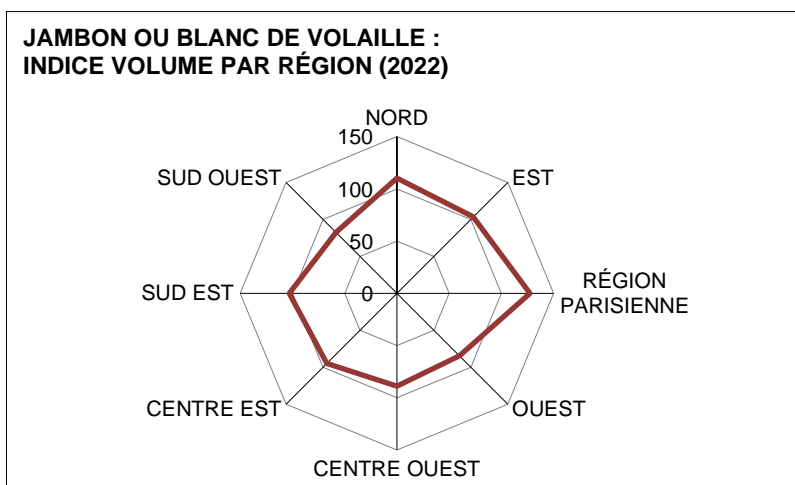 JAMBON OU BLANC DE VOLAILLE :
INDICE VOLUME PAR RÉGION (2022)
NORD
150
SUD OUEST
EST
100
50
SUD EST
0
RÉGION
PARISIENNE
CENTRE EST
OUEST
CENTRE OUEST